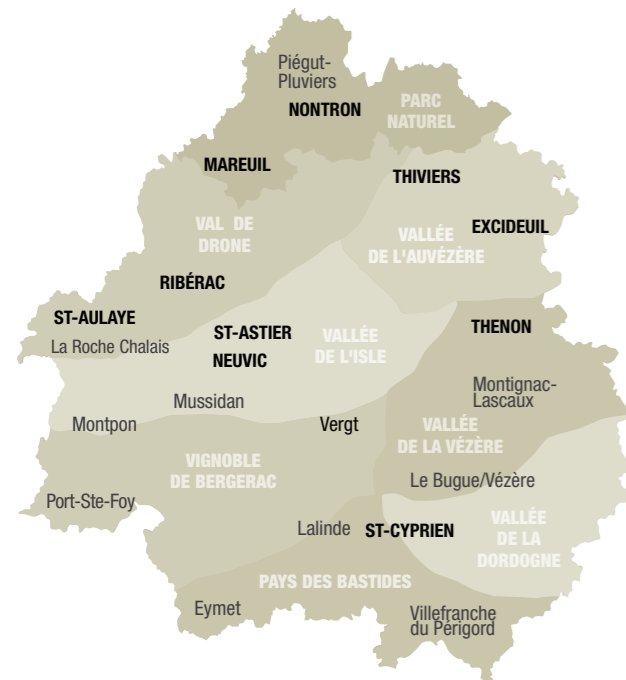 Piégut-
Pluviers
NONTRON
PARC
NATUREL
MAREUIL
THIVIERS
VAL DE
DRONE
EXCIDEUIL
VALLÉE
DE L'AUVÉZÈRE
RIBÉRAC
ST-AULAYE
La Roche Chalais
ST-ASTIER
NEUVIC
VALLÉE
DE L'ISLE
THENON
Montignac-
Lascaux
Mussidan
Montpon
Vergt
VALLÉE
DE LA VÉZÈRE
VIGNOBLE
DE BERGERAC
Le Bugue/Vézère
Port-Ste-Foy
Lalinde
ST-CYPRIEN
VALLÉE
DE LA
DORDOGNE
PAYS DES BASTIDES
Eymet
Villefranche
du Périgord